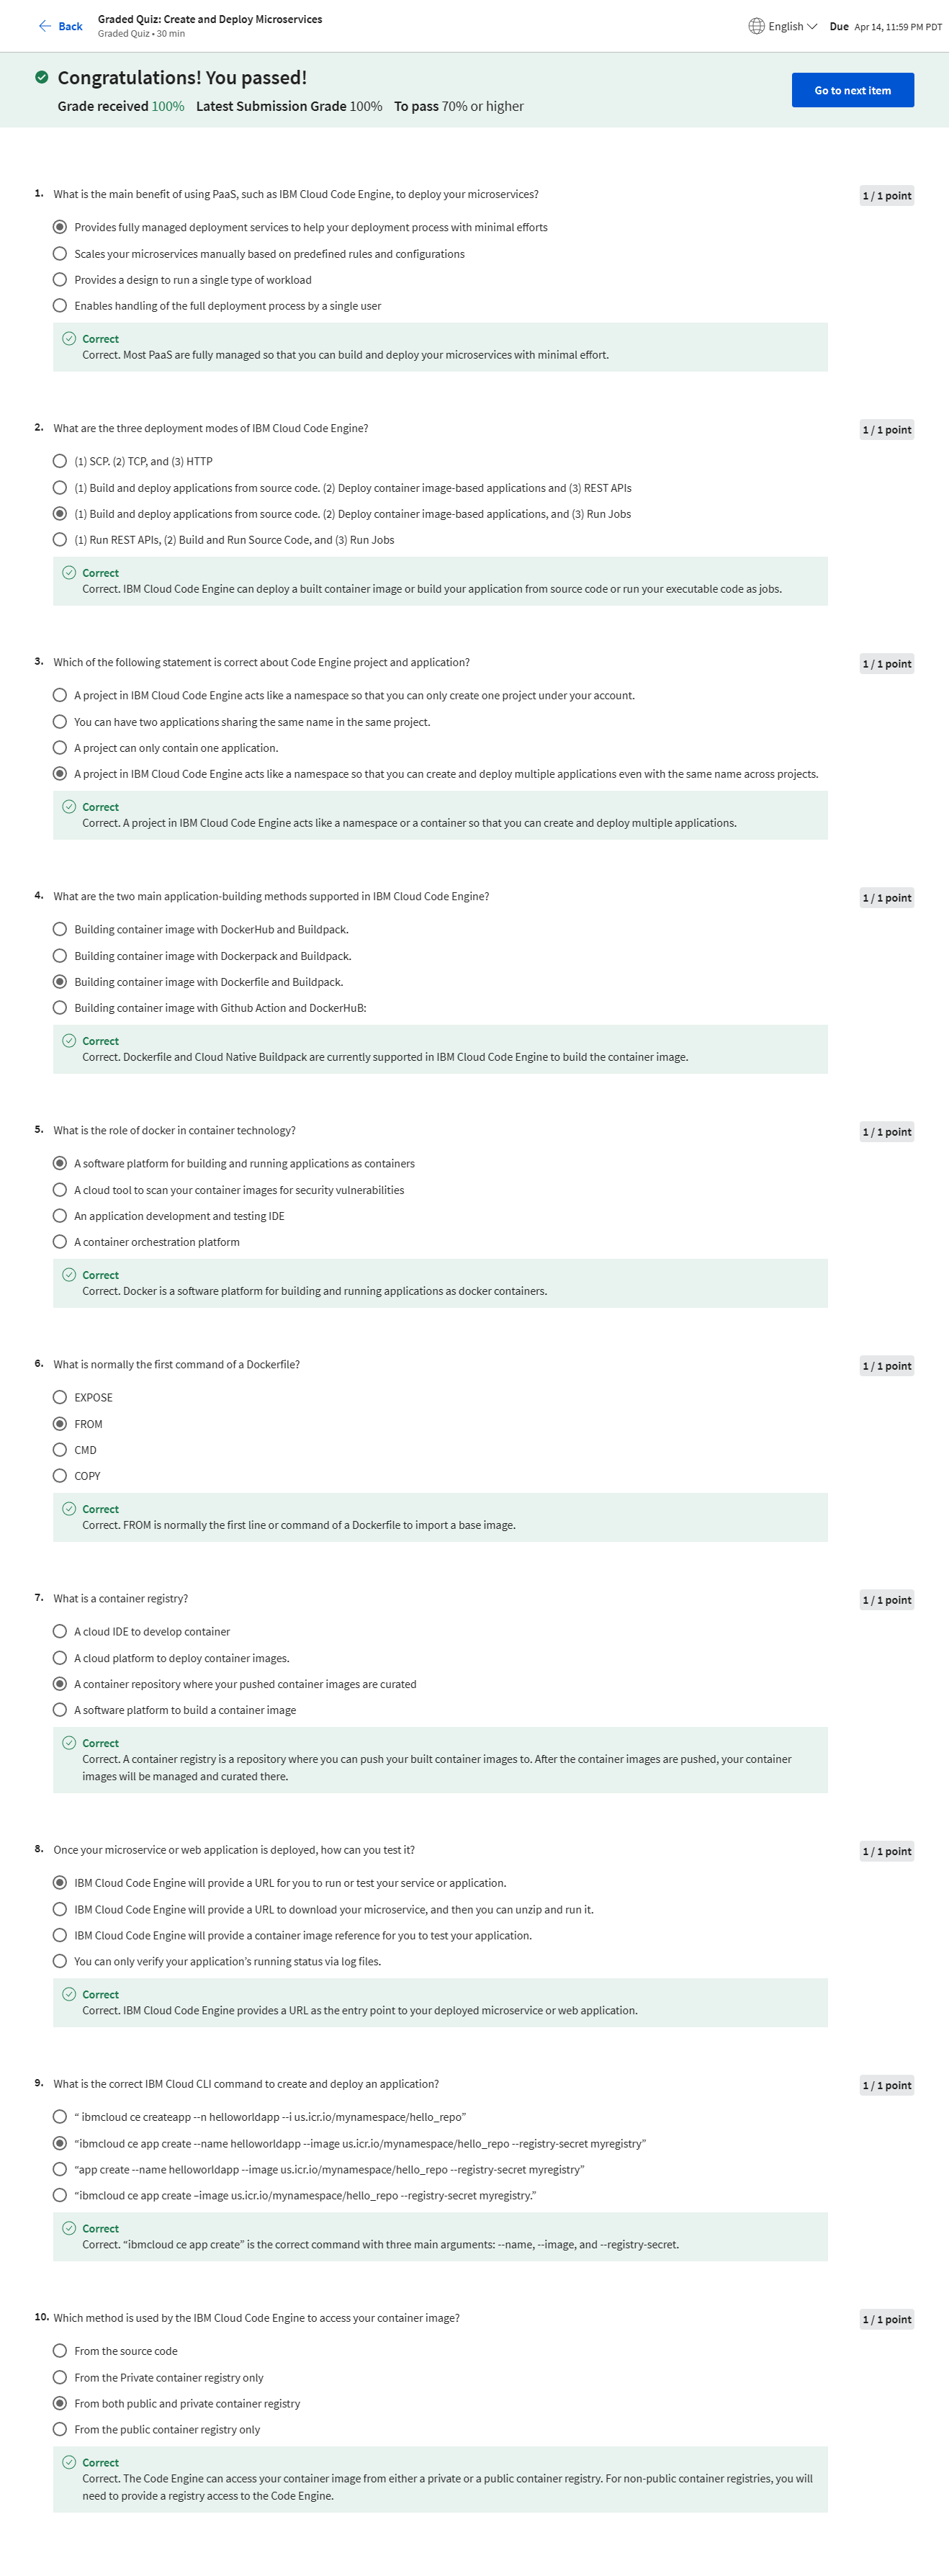 Back
Graded Quiz: Create and Deploy Microservices
Graded Quiz • 30 min
English
Due Apr 14, 11:59 PM PDT
Congratulations! You passed!
Grade received 100% Latest Submission Grade 100% To pass 70% or higher
Go to next item
1. What is the main benefit of using PaaS, such as IBM Cloud Code Engine, to deploy your microservices?
1 / 1 point
Provides fully managed deployment services to help your deployment process with minimal efforts
Scales your microservices manually based on predefined rules and configurations
Provides a design to run a single type of workload
Enables handling of the full deployment process by a single user
Correct
Correct. Most PaaS are fully managed so that you can build and deploy your microservices with minimal effort.
2. What are the three deployment modes of IBM Cloud Code Engine?
1 / 1 point
(1) SCP. (2) TCP, and (3) HTTP
(1) Build and deploy applications from source code. (2) Deploy container image-based applications and (3) REST APIs
(1) Build and deploy applications from source code. (2) Deploy container image-based applications, and (3) Run Jobs
(1) Run REST APIs, (2) Build and Run Source Code, and (3) Run Jobs
Correct
Correct. IBM Cloud Code Engine can deploy a built container image or build your application from source code or run your executable code as jobs.
3. Which of the following statement is correct about Code Engine project and application?
1 / 1 point
A project in IBM Cloud Code Engine acts like a namespace so that you can only create one project under your account.
You can have two applications sharing the same name in the same project.
A project can only contain one application.
A project in IBM Cloud Code Engine acts like a namespace so that you can create and deploy multiple applications even with the same name across projects.
Correct
Correct. A project in IBM Cloud Code Engine acts like a namespace or a container so that you can create and deploy multiple applications.
4. What are the two main application-building methods supported in IBM Cloud Code Engine?
1 / 1 point
Building container image with DockerHub and Buildpack.
Building container image with Dockerpack and Buildpack.
Building container image with Dockerfile and Buildpack.
Building container image with Github Action and DockerHuB:
Correct
Correct. Dockerfile and Cloud Native Buildpack are currently supported in IBM Cloud Code Engine to build the container image.
5. What is the role of docker in container technology?
1 / 1 point
A software platform for building and running applications as containers
A cloud tool to scan your container images for security vulnerabilities
An application development and testing IDE
A container orchestration platform
Correct
Correct. Docker is a software platform for building and running applications as docker containers.
6. What is normally the first command of a Dockerfile?
1 / 1 point
EXPOSE
FROM
CMD
COPY
Correct
Correct. FROM is normally the first line or command of a Dockerfile to import a base image.
7. What is a container registry?
1 / 1 point
A cloud IDE to develop container
A cloud platform to deploy container images.
A container repository where your pushed container images are curated
A software platform to build a container image
Correct
Correct. A container registry is a repository where you can push your built container images to. After the container images are pushed, your container
images will be managed and curated there.
8. Once your microservice or web application is deployed, how can you test it?
1 / 1 point
IBM Cloud Code Engine will provide a URL for you to run or test your service or application.
IBM Cloud Code Engine will provide a URL to download your microservice, and then you can unzip and run it.
IBM Cloud Code Engine will provide a container image reference for you to test your application.
You can only verify your application’s running status via log files.
Correct
Correct. IBM Cloud Code Engine provides a URL as the entry point to your deployed microservice or web application.
9. What is the correct IBM Cloud CLI command to create and deploy an application?
1 / 1 point
“ ibmcloud ce createapp --n helloworldapp --i us.icr.io/mynamespace/hello_repo”
“ibmcloud ce app create --name helloworldapp --image us.icr.io/mynamespace/hello_repo --registry-secret myregistry”
“app create --name helloworldapp --image us.icr.io/mynamespace/hello_repo --registry-secret myregistry”
“ibmcloud ce app create –image us.icr.io/mynamespace/hello_repo --registry-secret myregistry.”
Correct
Correct. “ibmcloud ce app create” is the correct command with three main arguments: --name, --image, and --registry-secret.
10. Which method is used by the IBM Cloud Code Engine to access your container image?
1 / 1 point
From the source code
From the Private container registry only
From both public and private container registry
From the public container registry only
Correct
Correct. The Code Engine can access your container image from either a private or a public container registry. For non-public container registries, you will
need to provide a registry access to the Code Engine.